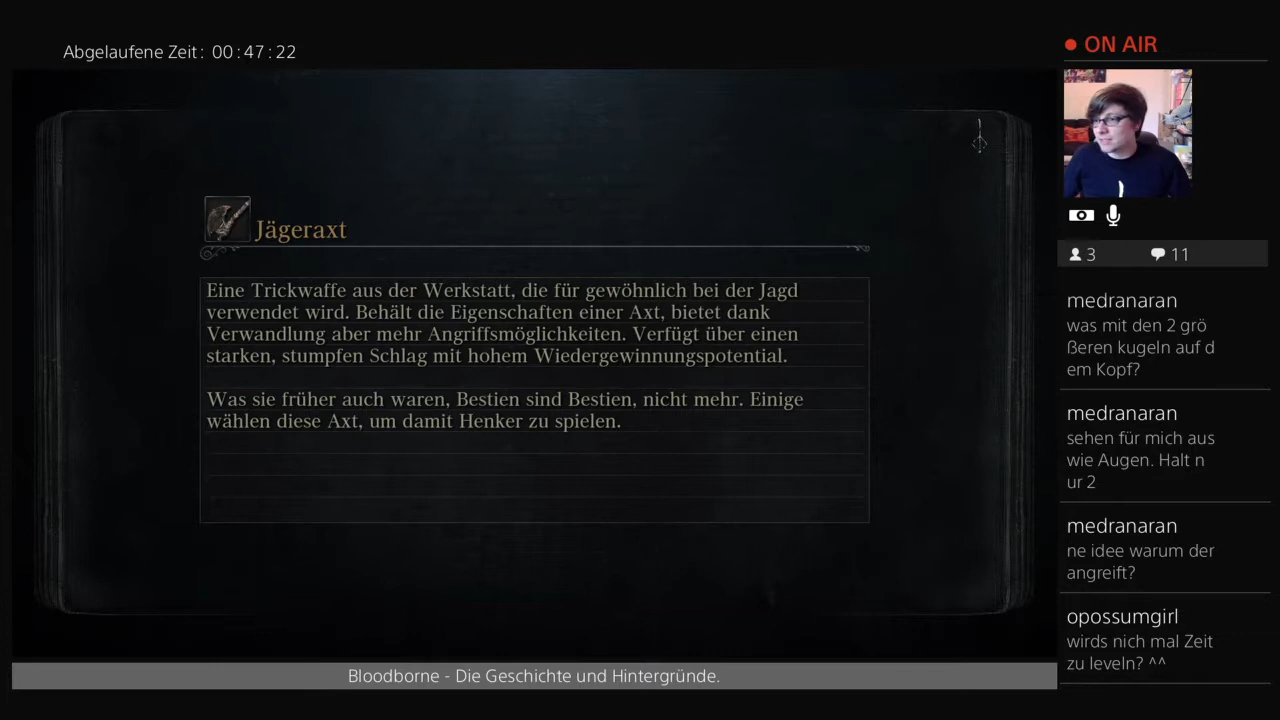 Abgelaufene Zeit: 00:47:22
ON AIR
Jägeraxt
Eine Trickwaffe aus der Werkstatt, die für gewöhnlich bei der Jagd
verwendet wird. Behält die Eigenschaften einer Axt, bietet dank
Verwandlung aber mehr Angriffsmöglichkeiten. Verfügt über einen
starken, stumpfen Schlag mit hohem Wiedergewinnungspotential.
Was sie früher auch waren, Bestien sind Bestien, nicht mehr. Einige
wählen diese Axt, um damit Henker zu spielen.
Bloodborne - Die Geschichte und Hintergründe.
3 11
medranaran
was mit den 2 grö
ßeren kugeln auf d
em Kopf?
medranaran
sehen für mich aus
wie Augen. Halt n
ur 2
medranaran
ne idee warum der
angreift?
opossumgirl
wirds nich mal Zeit
zu leveln? ^^